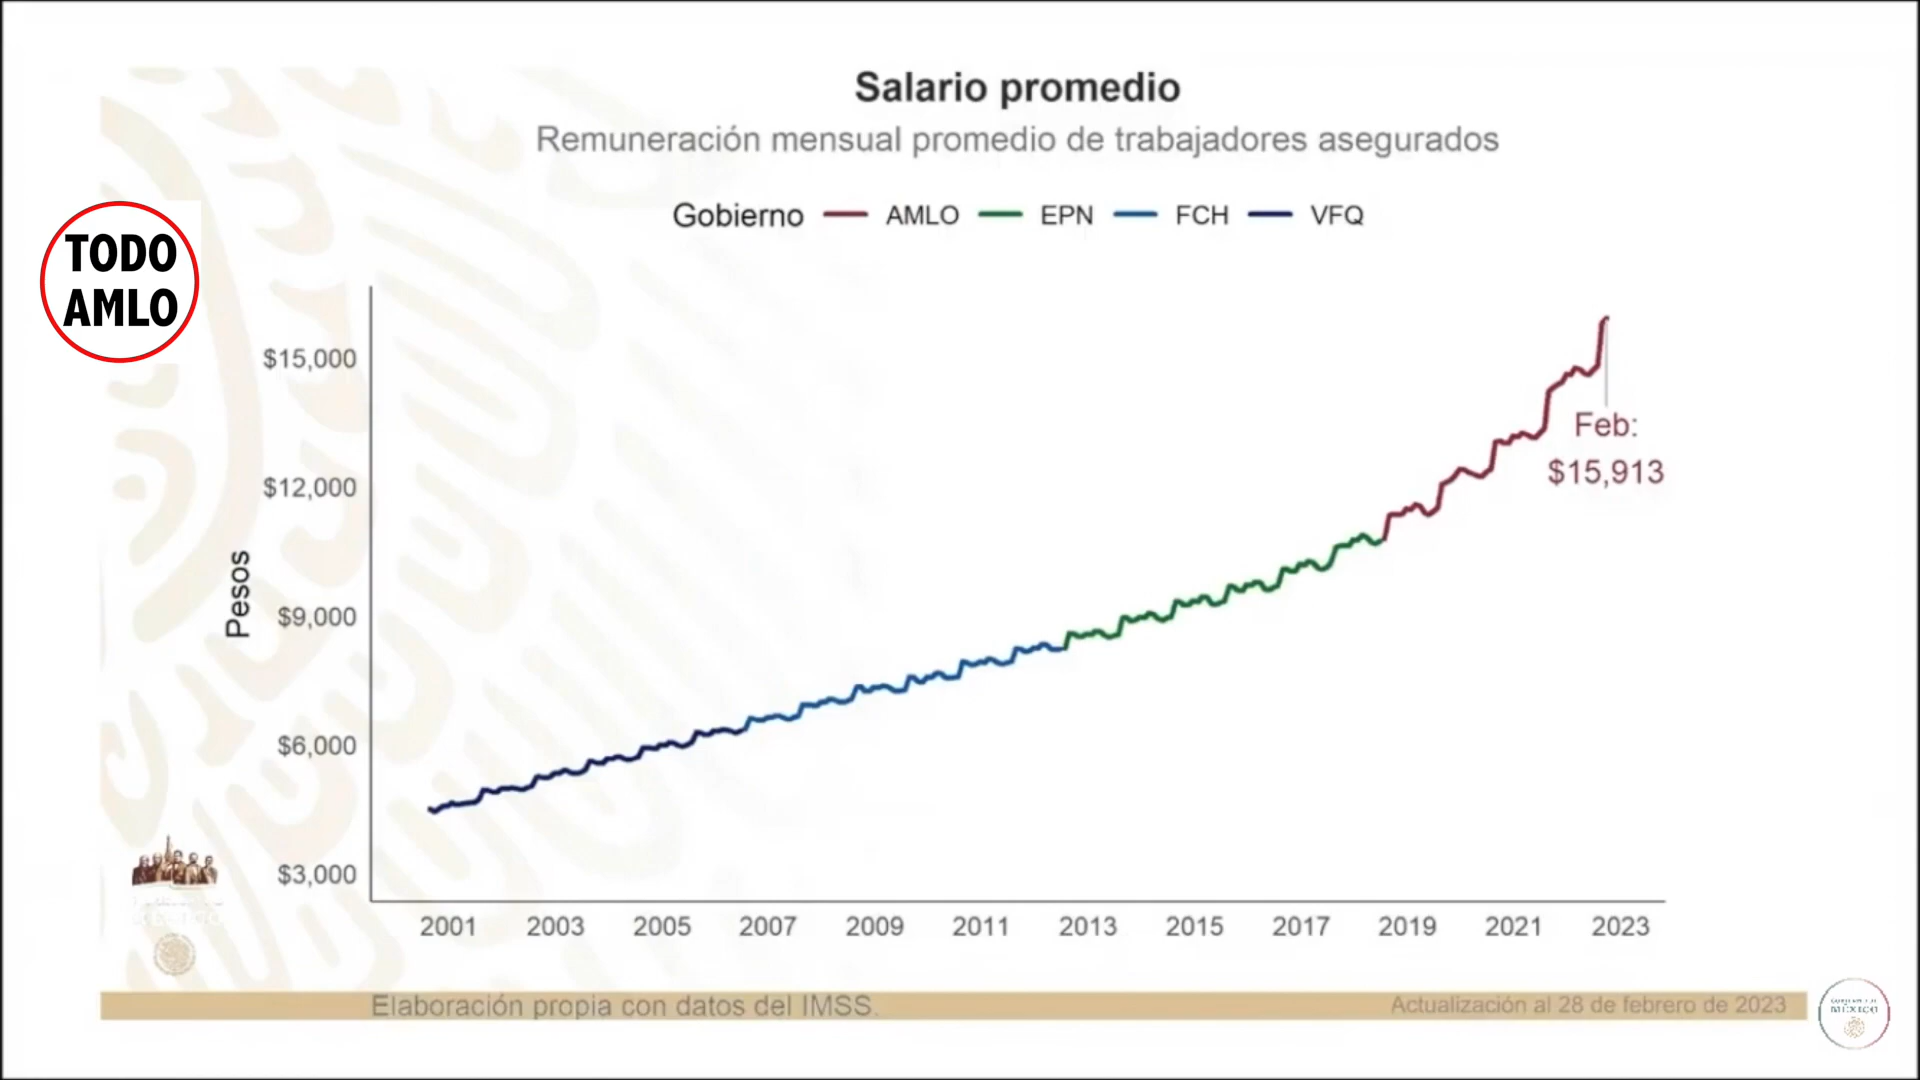 Salario promedio
Remuneración mensual promedio de trabajadores asegurados
Gobierno AMLO EPN FCH VFQ
TODO
AMLO
$15,000
$12,000
$9,000
$6,000
$3,000
Pesos
Feb:
$15,913
2001 2003 2005 2007 2009 2011 2013 2015 2017 2019 2021 2023
Elaboración propia con datos del IMSS.
Actualización al 28 de febrero de 2023
MÉXICO